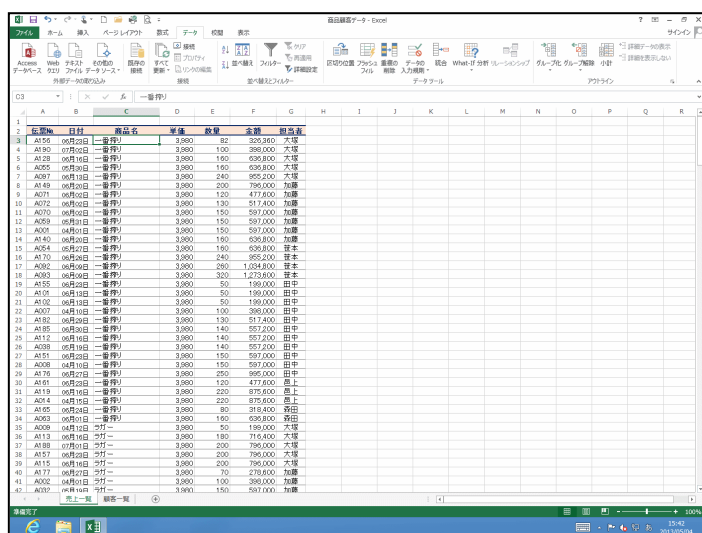 商品顧客データ - Excel
ファイル ホーム 挿入 ページ レイアウト 数式 データ 校閲 表示 サインイン
Access データベース Web クエリ テキスト ファイル その他の データ ソース 既存の 接続 すべて 更新 接続 プロパティ リンクの編集 並べ替え フィルター クリア 再適用 詳細設定 区切り位置 フラッシュ フィル 重複の 削除 データの 入力規則 統合 What-If 分析 リレーションシップ グループ化 グループ解除 小計 詳細データの表示 詳細を表示しない
外部データの取り込み 接続 並べ替えとフィルター データ ツール アウトライン
C3 fx 一番搾り
A B C D E F G H I J K L M N O P Q R
1
2 伝票№ 日付 商品名 単価 数量 金額 担当者
3 A156 06月23日 一番搾り 3,980 82 326,360 大塚
4 A190 07月02日 一番搾り 3,980 100 398,000 大塚
5 A128 06月16日 一番搾り 3,980 160 636,800 大塚
6 A055 05月30日 一番搾り 3,980 160 636,800 大塚
7 A097 06月13日 一番搾り 3,980 240 955,200 大塚
8 A149 06月20日 一番搾り 3,980 200 796,000 加藤
9 A071 06月02日 一番搾り 3,980 120 477,600 加藤
10 A072 06月02日 一番搾り 3,980 130 517,400 加藤
11 A070 06月02日 一番搾り 3,980 150 597,000 加藤
12 A059 05月31日 一番搾り 3,980 150 597,000 加藤
13 A001 04月01日 一番搾り 3,980 150 597,000 加藤
14 A140 06月20日 一番搾り 3,980 160 636,800 加藤
15 A054 05月27日 一番搾り 3,980 160 636,800 笹本
16 A170 06月26日 一番搾り 3,980 240 955,200 笹本
17 A092 06月09日 一番搾り 3,980 260 1,034,800 笹本
18 A093 06月09日 一番搾り 3,980 320 1,273,600 笹本
19 A155 06月23日 一番搾り 3,980 50 199,000 田中
20 A101 06月13日 一番搾り 3,980 50 199,000 田中
21 A102 06月13日 一番搾り 3,980 50 199,000 田中
22 A007 04月10日 一番搾り 3,980 100 398,000 田中
23 A182 06月29日 一番搾り 3,980 130 517,400 田中
24 A185 06月30日 一番搾り 3,980 140 557,200 田中
25 A112 06月16日 一番搾り 3,980 140 557,200 田中
26 A038 05月19日 一番搾り 3,980 140 557,200 田中
27 A151 06月23日 一番搾り 3,980 150 597,000 田中
28 A008 04月10日 一番搾り 3,980 150 597,000 田中
29 A176 06月27日 一番搾り 3,980 250 995,000 田中
30 A161 06月23日 一番搾り 3,980 120 477,600 邑上
31 A119 06月16日 一番搾り 3,980 220 875,600 邑上
32 A014 04月15日 一番搾り 3,980 220 875,600 邑上
33 A165 06月24日 一番搾り 3,980 80 318,400 森田
34 A063 06月01日 一番搾り 3,980 160 636,800 森田
35 A009 04月12日 ラガー 3,980 50 199,000 大塚
36 A113 06月16日 ラガー 3,980 180 716,400 大塚
37 A188 07月01日 ラガー 3,980 200 796,000 大塚
38 A157 06月23日 ラガー 3,980 200 796,000 大塚
39 A115 06月16日 ラガー 3,980 200 796,000 大塚
40 A177 06月27日 ラガー 3,980 70 278,600 加藤
41 A002 04月01日 ラガー 3,980 100 398,000 加藤
42 A032 05月19日 ラガー 3,980 150 597,000 加藤
売上一覧 顧客一覧
準備完了 100%
あ 15:42
2013/05/04